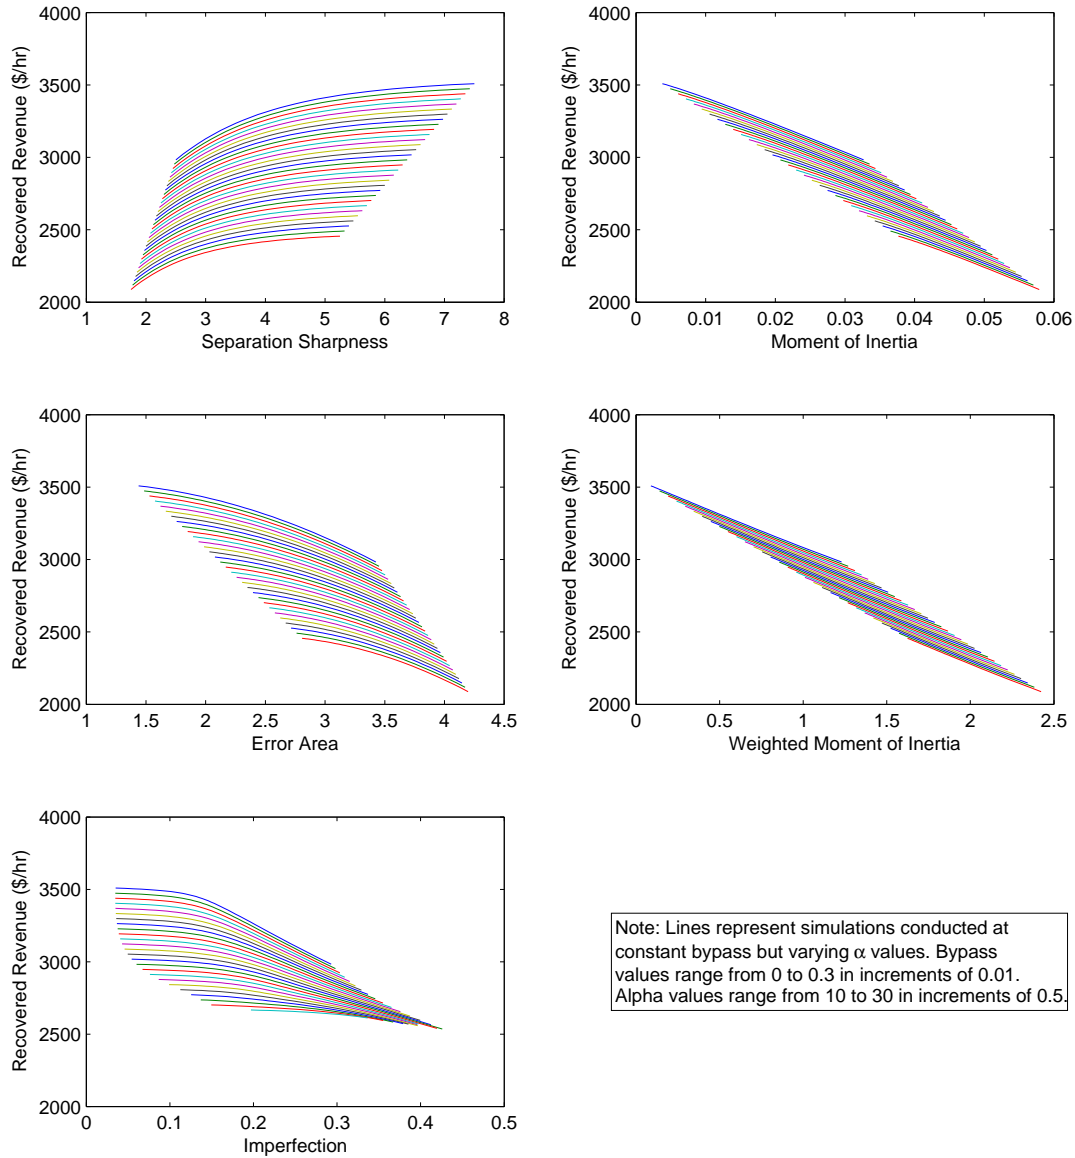 4000
3500
3000
2500
2000
Recovered Revenue ($/hr)
1 2 3 4 5 6 7 8
Separation Sharpness
4000
3500
3000
2500
2000
Recovered Revenue ($/hr)
0 0.01 0.02 0.03 0.04 0.05 0.06
Moment of Inertia
4000
3500
3000
2500
2000
Recovered Revenue ($/hr)
1 1.5 2 2.5 3 3.5 4 4.5
Error Area
4000
3500
3000
2500
2000
Recovered Revenue ($/hr)
0 0.5 1 1.5 2 2.5
Weighted Moment of Inertia
4000
3500
3000
2500
2000
Recovered Revenue ($/hr)
0 0.1 0.2 0.3 0.4 0.5
Imperfection
Note: Lines represent simulations conducted at
constant bypass but varying α values. Bypass
values range from 0 to 0.3 in increments of 0.01.
Alpha values range from 10 to 30 in increments of 0.5.